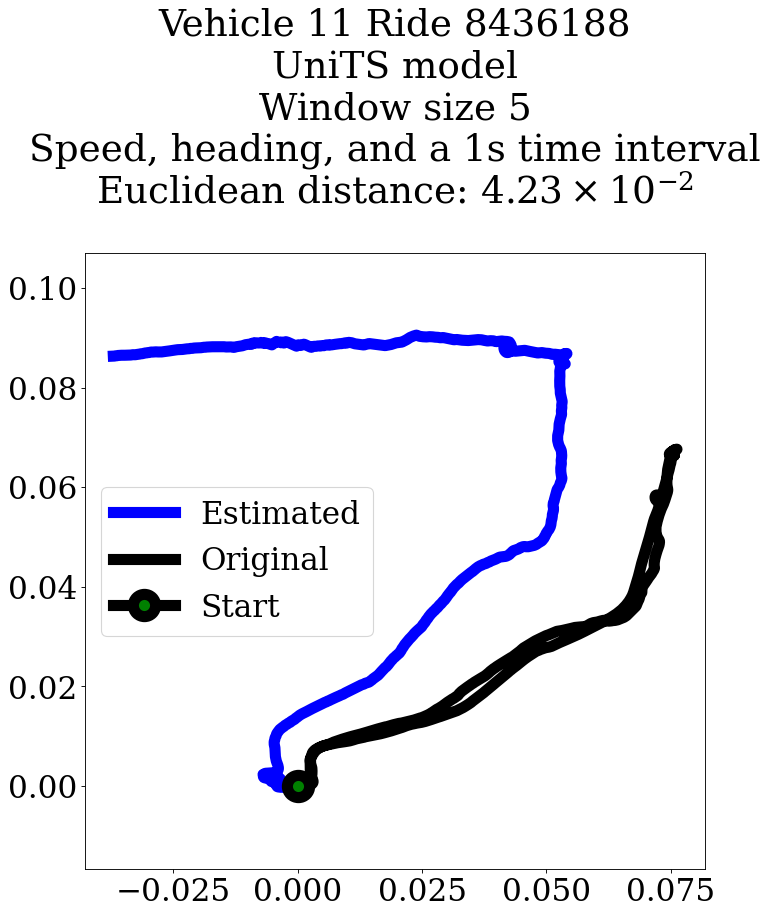 Vehicle 11 Ride 8436188
UniTS model
Window size 5
Speed, heading, and a 1s time interval
Euclidean distance: 4.23 × 10⁻²
0.10
0.08
0.06
0.04
0.02
0.00
Estimated
Original
Start
−0.025 0.000 0.025 0.050 0.075